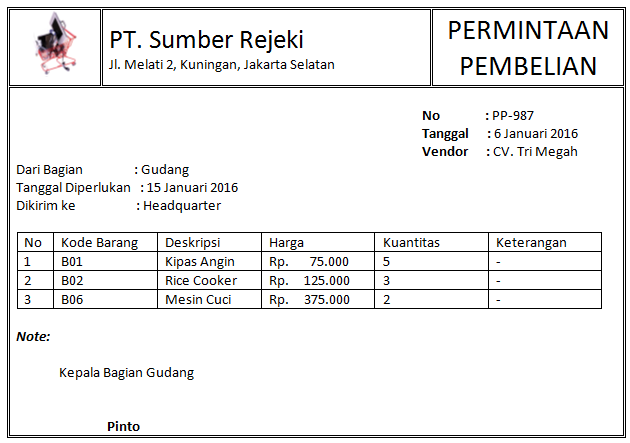 PT. Sumber Rejeki
Jl. Melati 2, Kuningan, Jakarta Selatan
PERMINTAAN
PEMBELIAN
No : PP-987
Tanggal : 6 Januari 2016
Vendor : CV. Tri Megah
Dari Bagian : Gudang
Tanggal Diperlukan : 15 Januari 2016
Dikirim ke : Headquarter
No Kode Barang Deskripsi Harga Kuantitas Keterangan
1 B01 Kipas Angin Rp. 75.000 5 -
2 B02 Rice Cooker Rp. 125.000 3 -
3 B06 Mesin Cuci Rp. 375.000 2 -
Note:
Kepala Bagian Gudang
Pinto